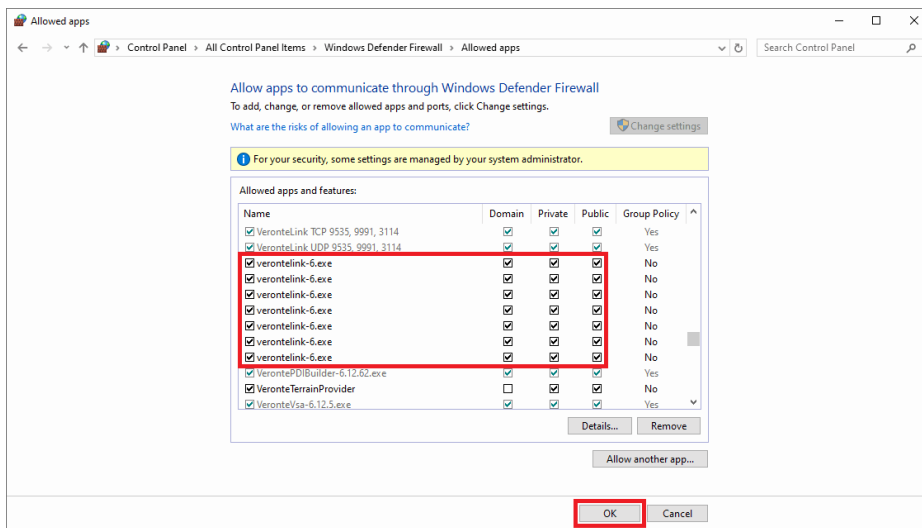 Allowed apps
Control Panel > All Control Panel Items > Windows Defender Firewall > Allowed apps
Search Control Panel
Allow apps to communicate through Windows Defender Firewall
To add, change, or remove allowed apps and ports, click Change settings.
What are the risks of allowing an app to communicate?
Change settings
For your security, some settings are managed by your system administrator.
Allowed apps and features:
Name Domain Private Public Group Policy
VeronteLink TCP 9535, 9991, 3114 Yes
VeronteLink UDP 9535, 9991, 3114 Yes
verontelink-6.exe No
verontelink-6.exe No
verontelink-6.exe No
verontelink-6.exe No
verontelink-6.exe No
verontelink-6.exe No
verontelink-6.exe No
VerontePDIBuilder-6.12.62.exe Yes
VeronteTerrainProvider No
VeronteVsa-6.12.5.exe Yes
Details... Remove
Allow another app...
OK Cancel